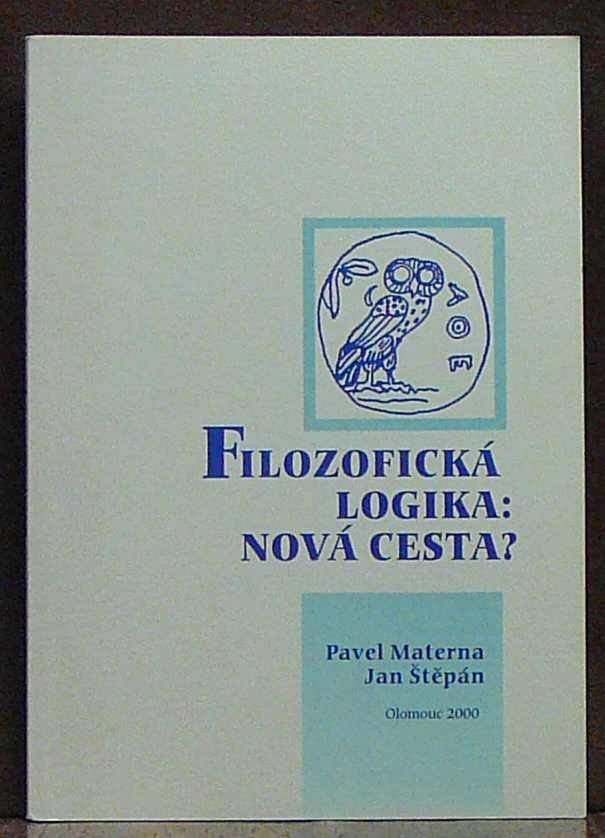 ΑΘΕ
FILOZOFICKÁ
LOGIKA:
NOVÁ CESTA?
Pavel Materna
Jan Štěpán
Olomouc 2000